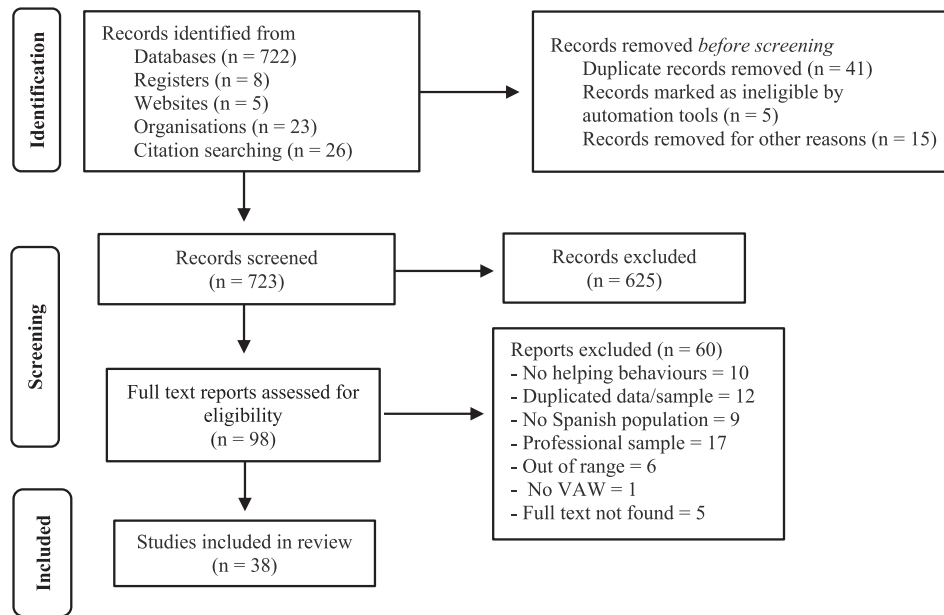 Identification
Records identified from
Databases (n = 722)
Registers (n = 8)
Websites (n = 5)
Organisations (n = 23)
Citation searching (n = 26)
Records removed before screening
Duplicate records removed (n = 41)
Records marked as ineligible by
automation tools (n = 5)
Records removed for other reasons (n = 15)
Screening
Records screened
(n = 723)
Records excluded
(n = 625)
Full text reports assessed for
eligibility
(n = 98)
Reports excluded (n = 60)
- No helping behaviours = 10
- Duplicated data/sample = 12
- No Spanish population = 9
- Professional sample = 17
- Out of range = 6
- No VAW = 1
- Full text not found = 5
Included
Studies included in review
(n = 38)